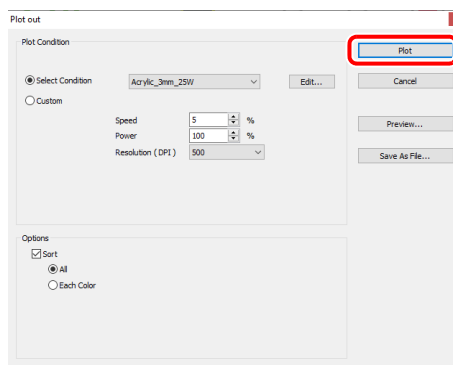 Plot out
Plot Condition
Plot
Select Condition Acrylic_3mm_25W Edit... Cancel
Custom
Speed 5 % Preview...
Power 100 %
Resolution ( DPI ) 500 Save As File...
Options
Sort
All
Each Color